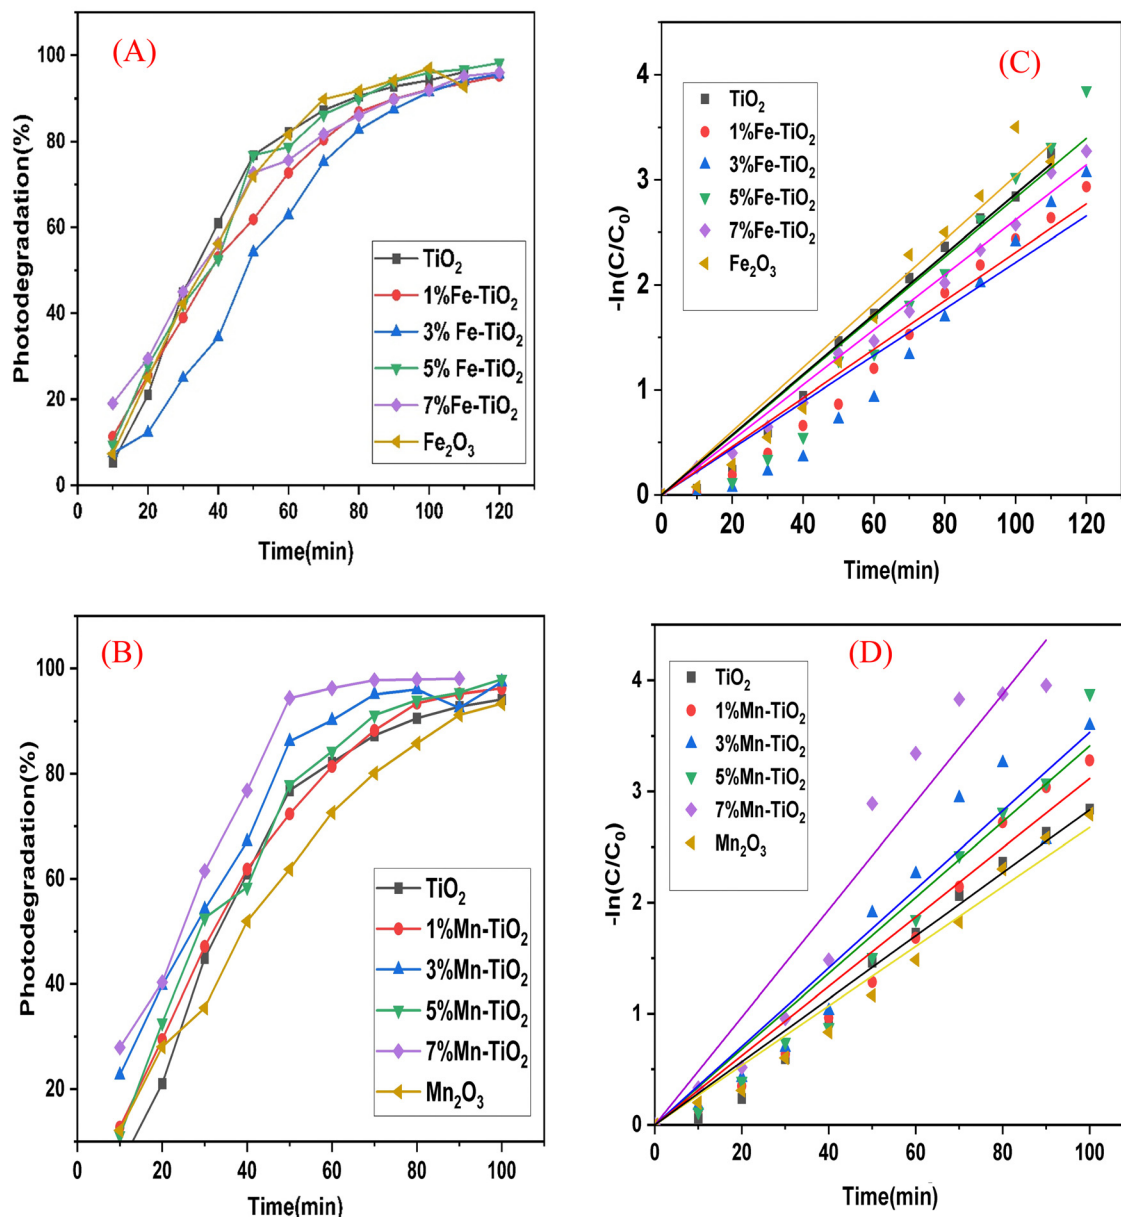 (A)
Photodegradation(%)
100
80
60
40
20
0
TiO₂
1%Fe-TiO₂
3% Fe-TiO₂
5% Fe-TiO₂
7%Fe-TiO₂
Fe₂O₃
0 20 40 60 80 100 120
Time(min)
(C)
-ln(C/C₀)
4
3
2
1
0
TiO₂
1%Fe-TiO₂
3%Fe-TiO₂
5%Fe-TiO₂
7%Fe-TiO₂
Fe₂O₃
0 20 40 60 80 100 120
Time(min)
(B)
Photodegradation(%)
100
80
60
40
20
TiO₂
1%Mn-TiO₂
3%Mn-TiO₂
5%Mn-TiO₂
7%Mn-TiO₂
Mn₂O₃
0 20 40 60 80 100
Time(min)
(D)
-ln(C/C₀)
4
3
2
1
0
TiO₂
1%Mn-TiO₂
3%Mn-TiO₂
5%Mn-TiO₂
7%Mn-TiO₂
Mn₂O₃
0 20 40 60 80 100
Time(min)